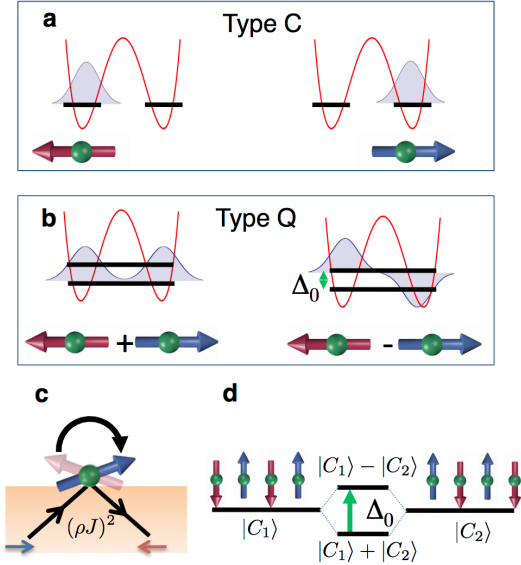 a Type C
b Type Q
Δ₀
+
-
c
(ρJ)²
d
|C₁⟩ − |C₂⟩
|C₁⟩
Δ₀
|C₂⟩
|C₁⟩ + |C₂⟩